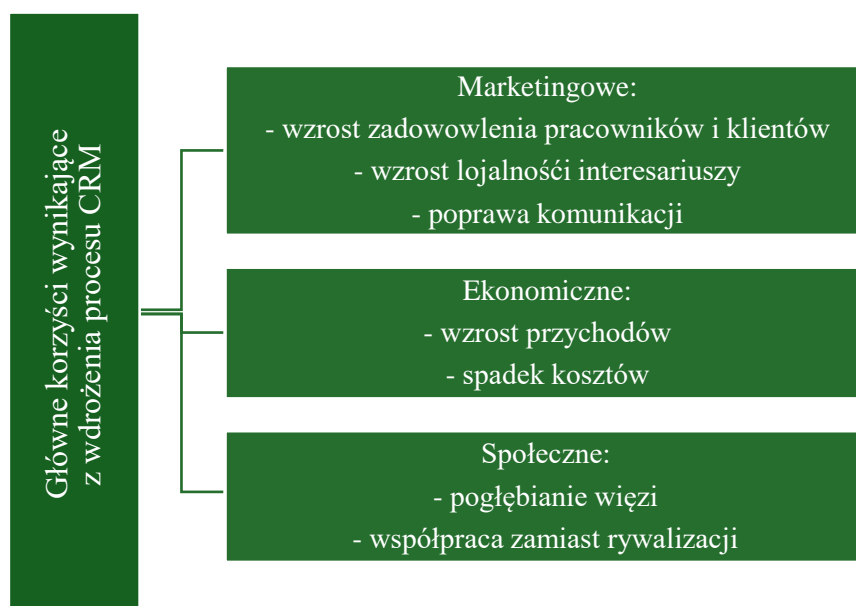 Główne korzyści wynikające
z wdrożenia procesu CRM
Marketingowe:
- wzrost zadowowlenia pracowników i klientów
- wzrost lojalnośći interesariuszy
- poprawa komunikacji
Ekonomiczne:
- wzrost przychodów
- spadek kosztów
Społeczne:
- pogłębianie więzi
- współpraca zamiast rywalizacji